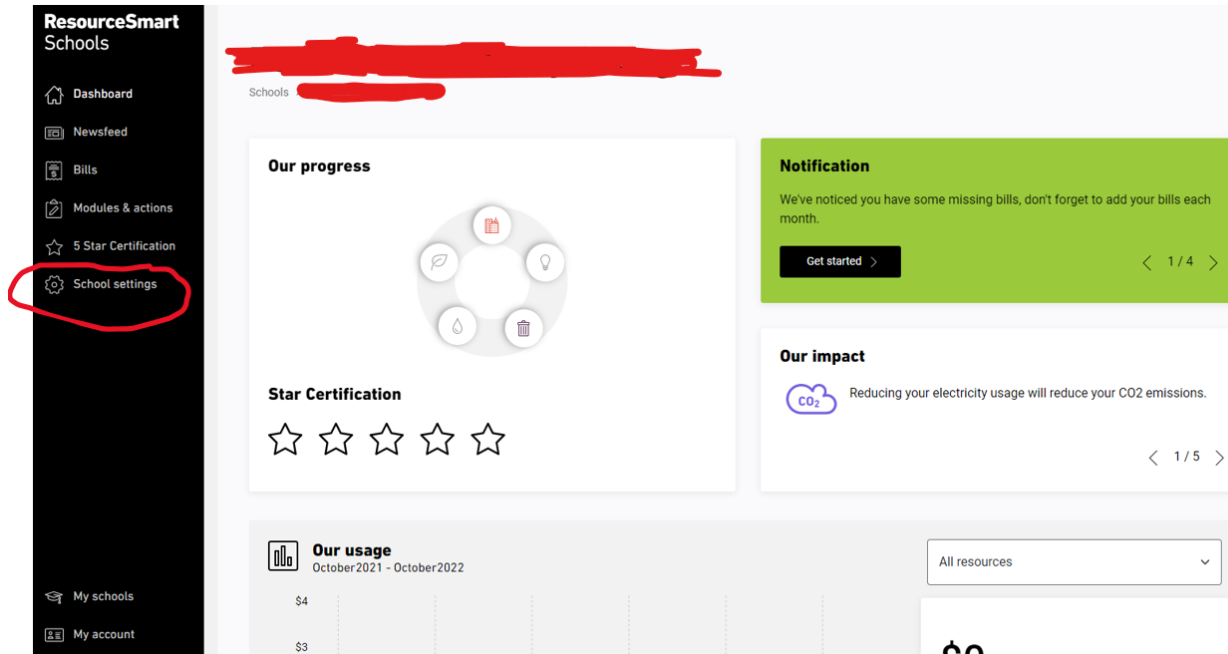 ResourceSmart
Schools
Dashboard
Newsfeed
Bills
Modules & actions
5 Star Certification
School settings
My schools
My account
Schools
Our progress
Star Certification
Notification
We've noticed you have some missing bills, don't forget to add your bills each
month.
Get started
1 / 4
Our impact
CO2
Reducing your electricity usage will reduce your CO2 emissions.
1 / 5
Our usage
October2021 - October2022
All resources
$4
$3